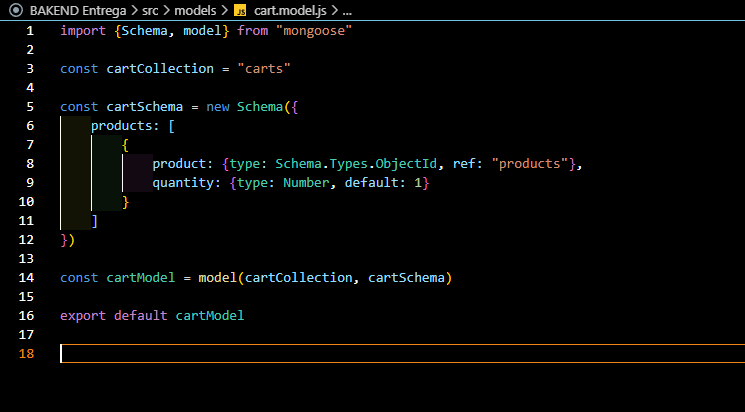 BAKEND Entrega > src > models > JS cart.model.js > ...
1 import {Schema, model} from "mongoose"
2
3 const cartCollection = "carts"
4
5 const cartSchema = new Schema({
6     products: [
7         {
8             product: {type: Schema.Types.ObjectId, ref: "products"},
9             quantity: {type: Number, default: 1}
10         }
11     ]
12 })
13
14 const cartModel = model(cartCollection, cartSchema)
15
16 export default cartModel
17
18